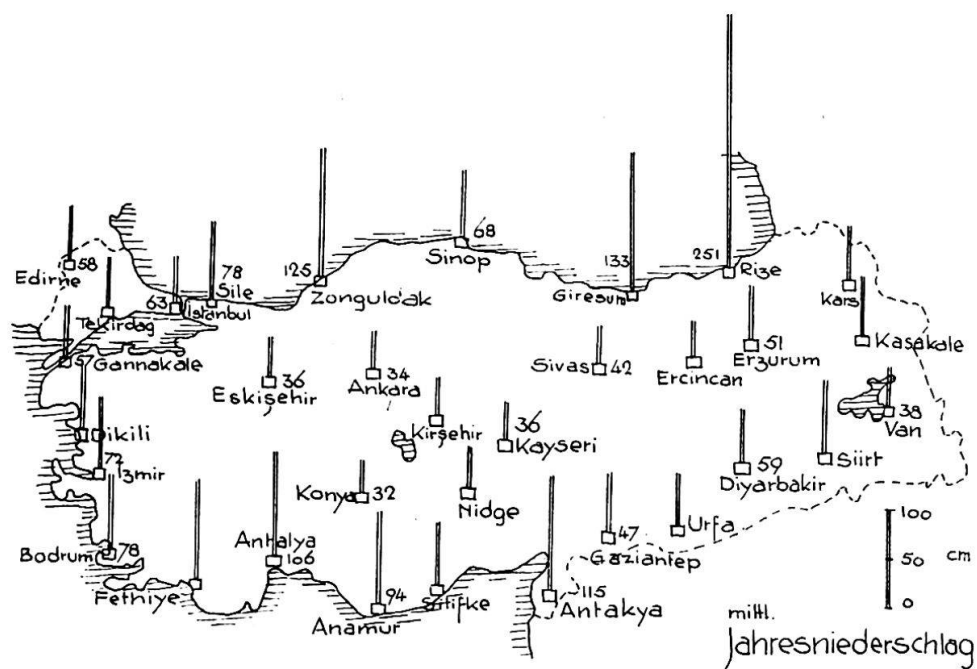 68
Sinop
58
Edirne
78
Sile
125
Zonguldak
133
Giresun
251
Rize
63
Istanbul
Tekirdag
Kars
57 Gannakale
Kasakale
36
Eskişehir
34
Ankara
Sivas 42
Ercincan
51
Erzurum
Kirşehir
36
Kayseri
38
Van
Dikili
72
Izmir
Konya 32
Nidge
59
Diyarbakir
Siirt
Bodrum 78
Antalya
106
47
Gaziantep
Urfa
Fethiye
94
Anamur
Silifke
115
Antakya
100
50
cm
0
mittl.
Jahresniederschlag